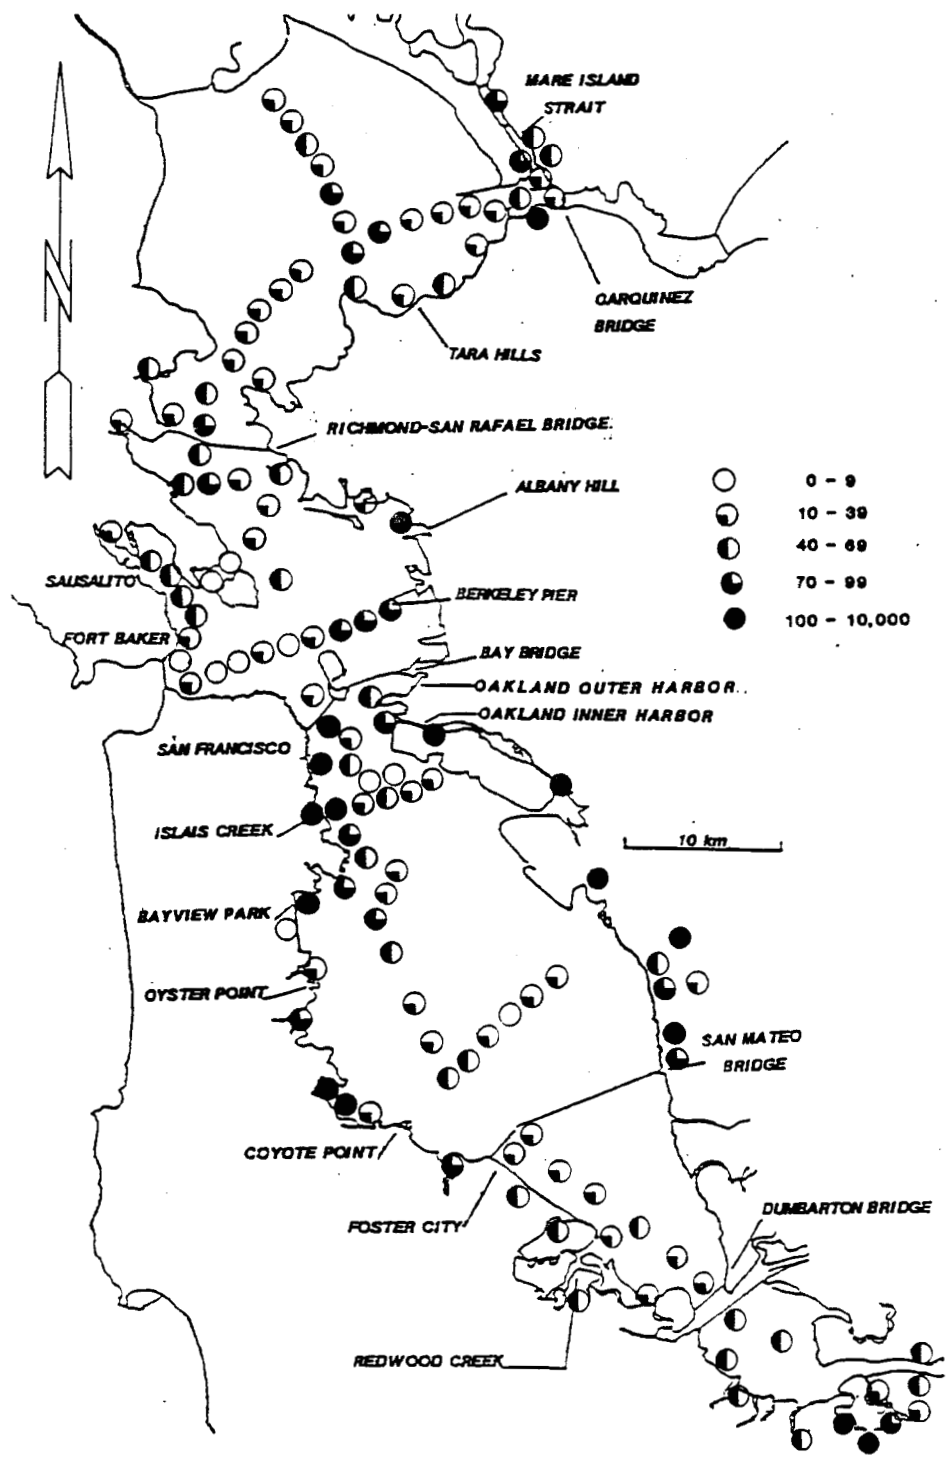 MARE ISLAND
STRAIT
N
CARQUINEZ
BRIDGE
TARA HILLS
RICHMOND-SAN RAFAEL BRIDGE
ALBANY HILL
0 - 9
10 - 39
40 - 69
70 - 99
100 - 10,000
SAUSALITO
BERKELEY PIER
FORT BAKER
BAY BRIDGE
OAKLAND OUTER HARBOR
OAKLAND INNER HARBOR
SAN FRANCISCO
ISLAIS CREEK
10 km
BAYVIEW PARK
OYSTER POINT
SAN MATEO
BRIDGE
COYOTE POINT
FOSTER CITY
DUMBARTON BRIDGE
REDWOOD CREEK